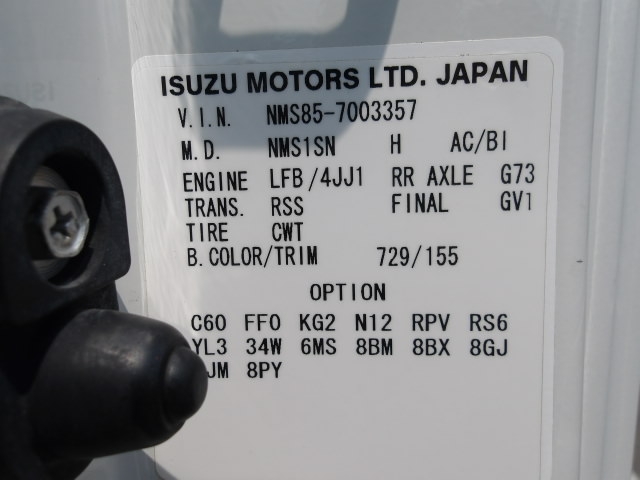 ISUZU MOTORS LTD. JAPAN
V.I.N. NMS85-7003357
M.D. NMS1SN H AC/BI
ENGINE LFB/4JJ1 RR AXLE G73
TRANS. RSS FINAL GV1
TIRE CWT
B.COLOR/TRIM 729/155
OPTION
C60 FF0 KG2 N12 RPV RS6
YL3 34W 6MS 8BM 8BX 8GJ
8PY